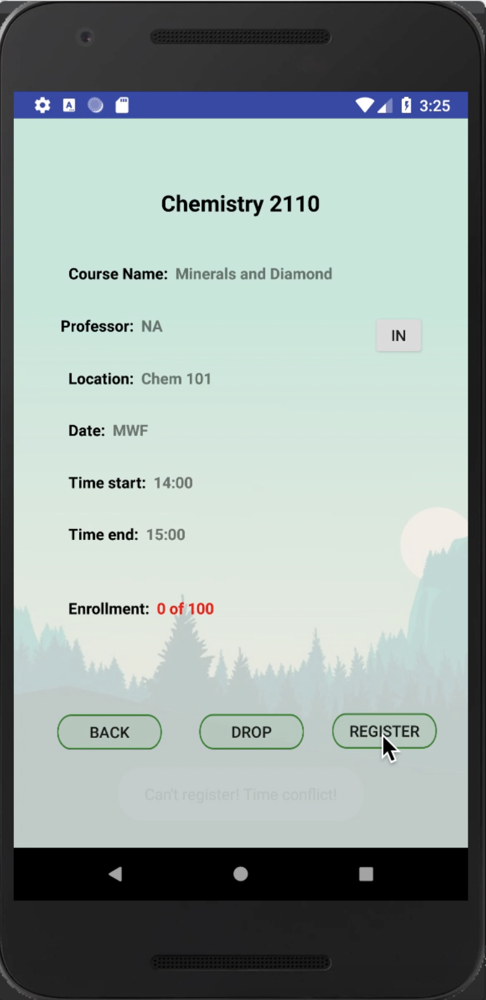 3:25
Chemistry 2110
Course Name: Minerals and Diamond
Professor: NA
IN
Location: Chem 101
Date: MWF
Time start: 14:00
Time end: 15:00
Enrollment: 0 of 100
BACK DROP REGISTER
Can't register! Time conflict!